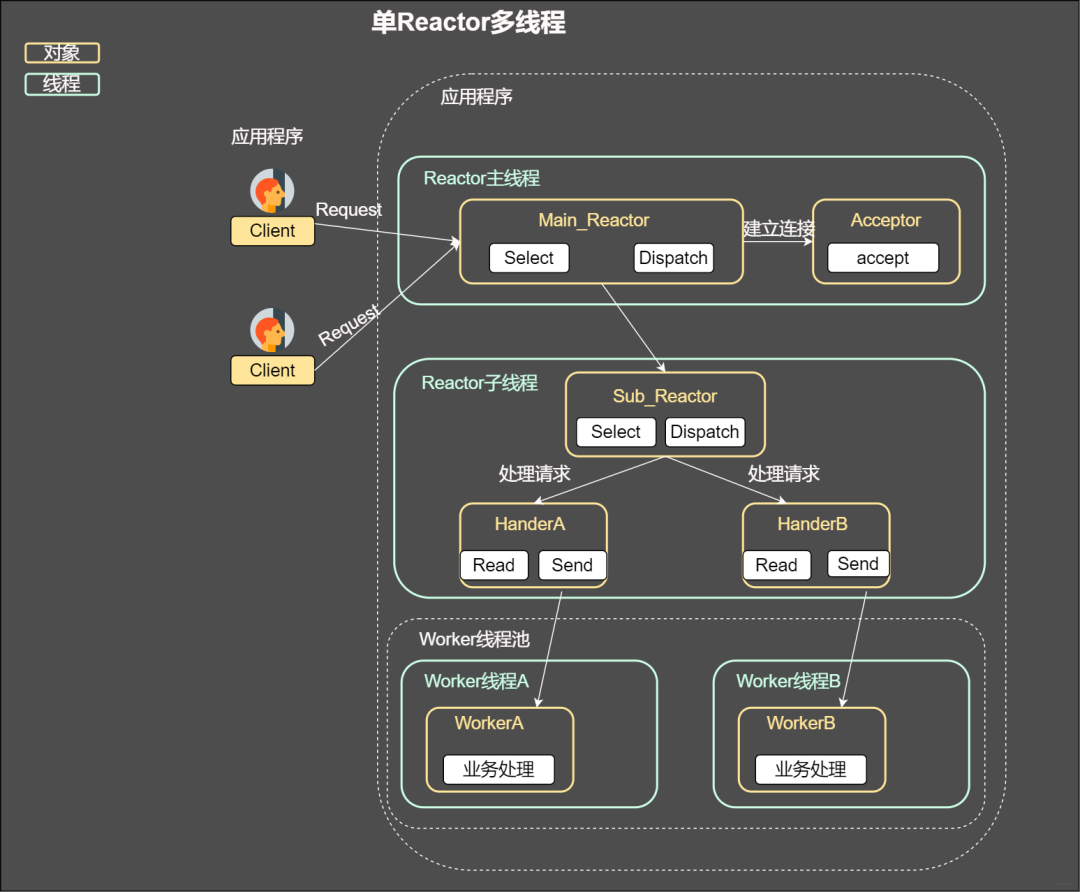 单Reactor多线程
对象
线程
应用程序
应用程序
Client
Request
Client
Request
Reactor主线程
Main_Reactor
Select
Dispatch
建立连接
Acceptor
accept
Reactor子线程
Sub_Reactor
Select
Dispatch
处理请求
处理请求
HanderA
Read
Send
HanderB
Read
Send
Worker线程池
Worker线程A
WorkerA
业务处理
Worker线程B
WorkerB
业务处理